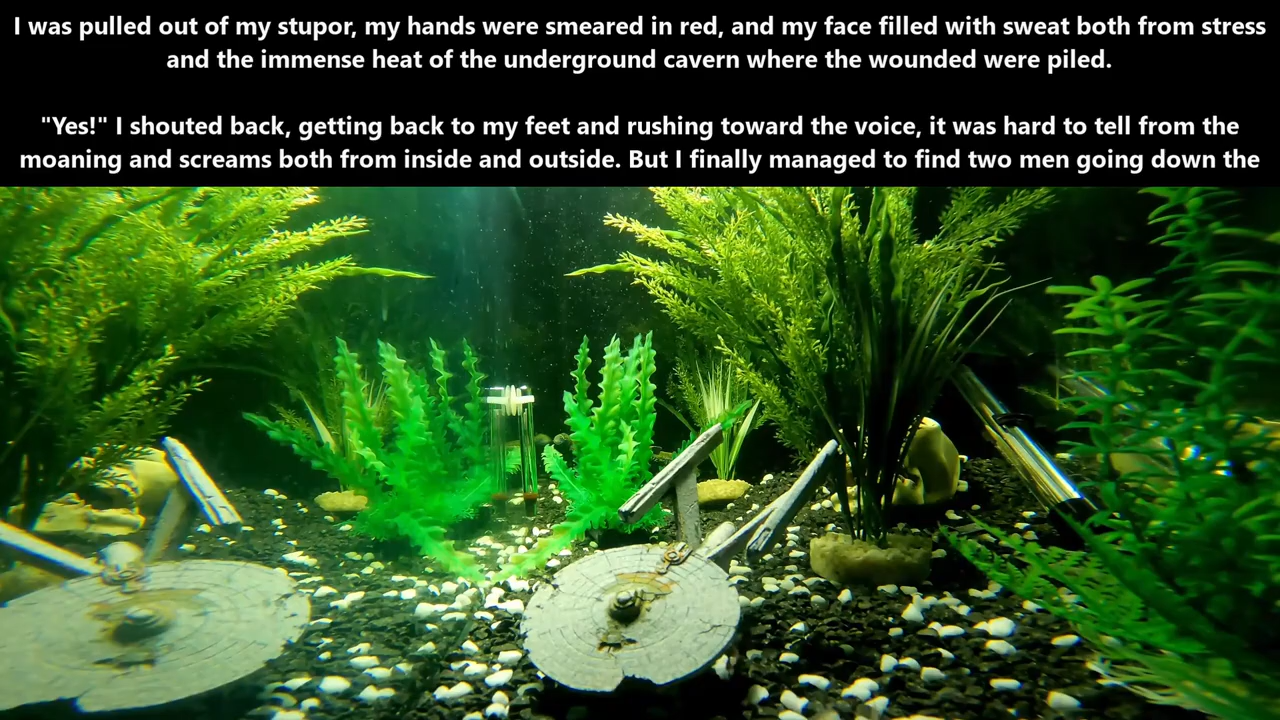 I was pulled out of my stupor, my hands were smeared in red, and my face filled with sweat both from stress
and the immense heat of the underground cavern where the wounded were piled.
"Yes!" I shouted back, getting back to my feet and rushing toward the voice, it was hard to tell from the
moaning and screams both from inside and outside. But I finally managed to find two men going down the